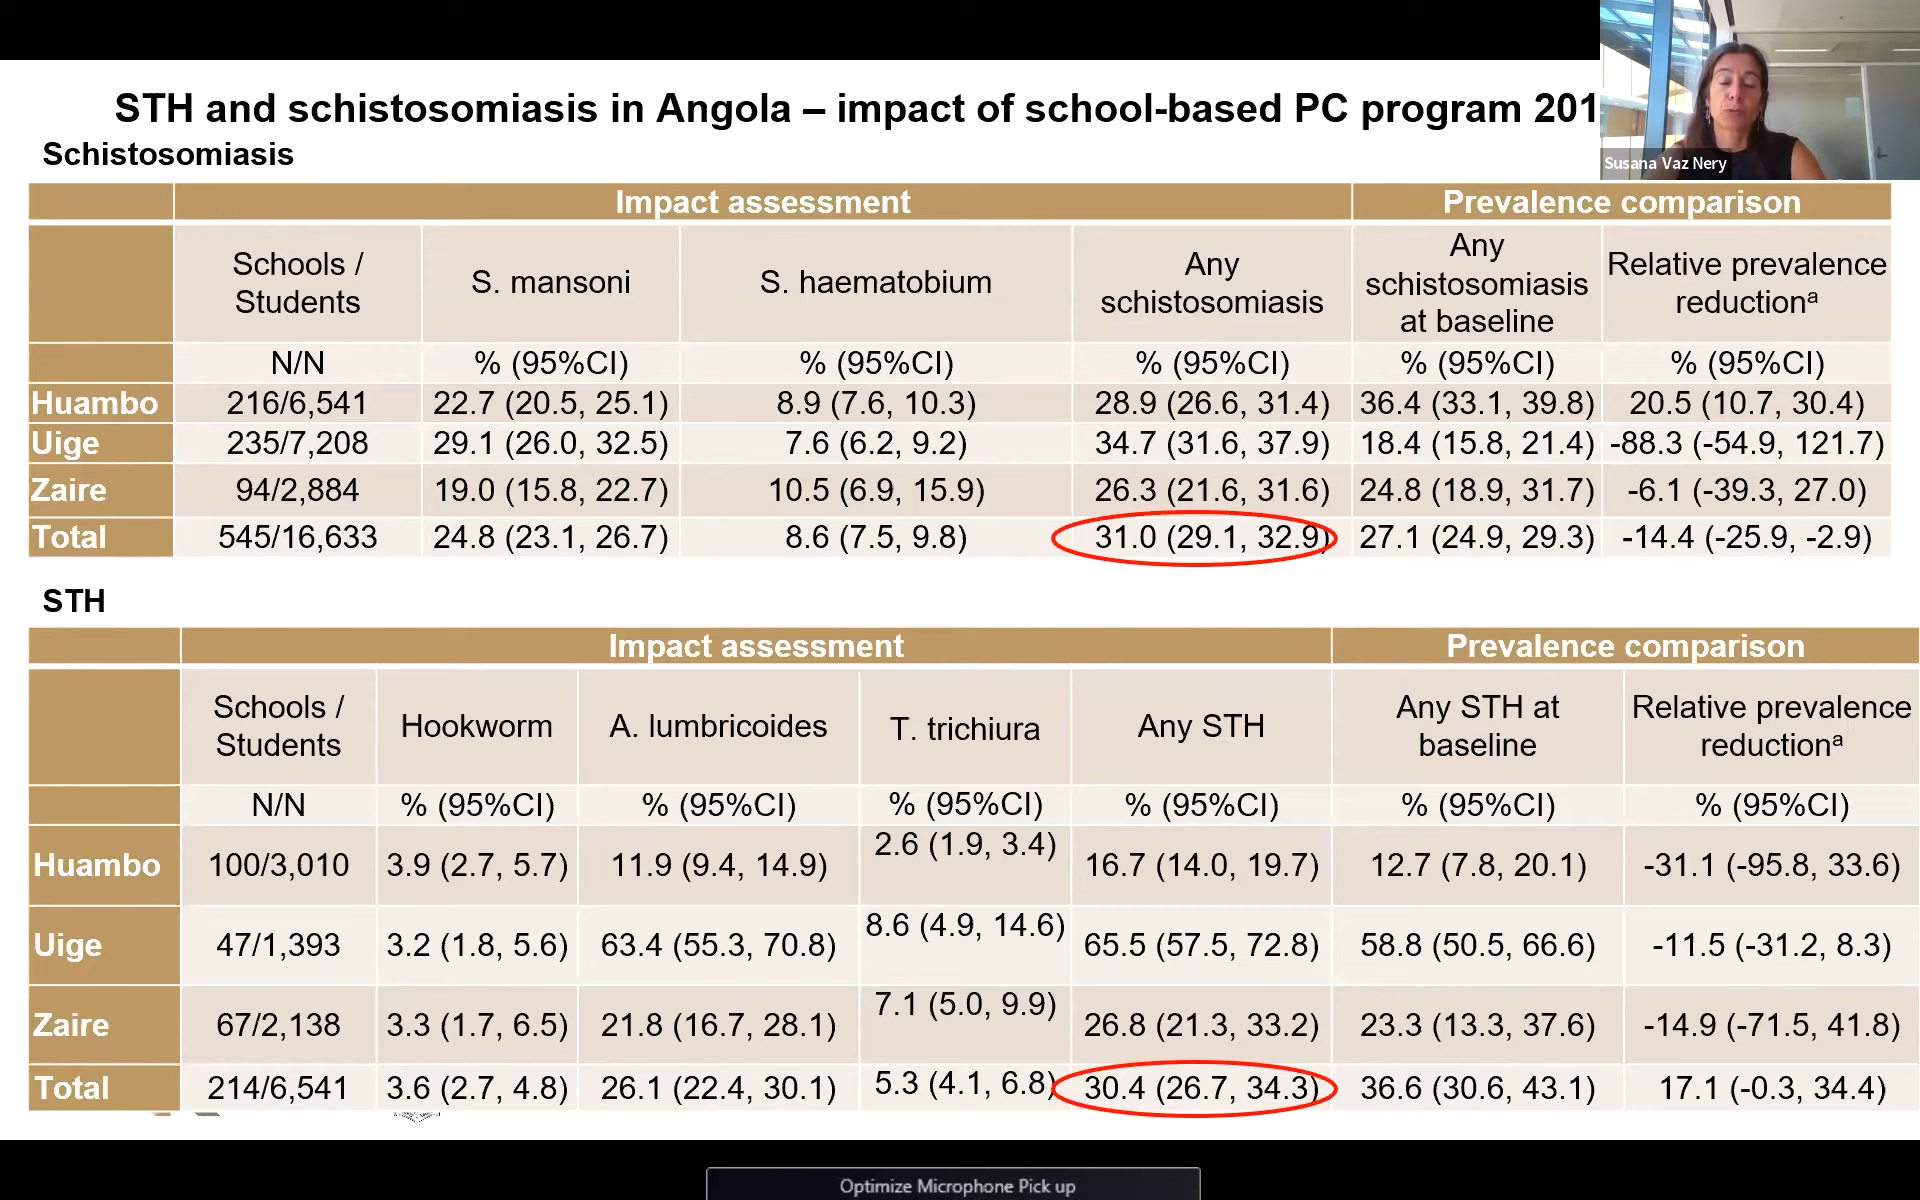 STH and schistosomiasis in Angola – impact of school-based PC program 201
Susana Vaz Nery
Schistosomiasis
Impact assessment Prevalence comparison
Schools / Students S. mansoni S. haematobium Any schistosomiasis Any schistosomiasis at baseline Relative prevalence reductionª
N/N % (95%CI) % (95%CI) % (95%CI) % (95%CI) % (95%CI)
Huambo 216/6,541 22.7 (20.5, 25.1) 8.9 (7.6, 10.3) 28.9 (26.6, 31.4) 36.4 (33.1, 39.8) 20.5 (10.7, 30.4)
Uige 235/7,208 29.1 (26.0, 32.5) 7.6 (6.2, 9.2) 34.7 (31.6, 37.9) 18.4 (15.8, 21.4) -88.3 (-54.9, 121.7)
Zaire 94/2,884 19.0 (15.8, 22.7) 10.5 (6.9, 15.9) 26.3 (21.6, 31.6) 24.8 (18.9, 31.7) -6.1 (-39.3, 27.0)
Total 545/16,633 24.8 (23.1, 26.7) 8.6 (7.5, 9.8) 31.0 (29.1, 32.9) 27.1 (24.9, 29.3) -14.4 (-25.9, -2.9)
STH
Impact assessment Prevalence comparison
Schools / Students Hookworm A. lumbricoides T. trichiura Any STH Any STH at baseline Relative prevalence reductionª
N/N % (95%CI) % (95%CI) % (95%CI) % (95%CI) % (95%CI) % (95%CI)
Huambo 100/3,010 3.9 (2.7, 5.7) 11.9 (9.4, 14.9) 2.6 (1.9, 3.4) 16.7 (14.0, 19.7) 12.7 (7.8, 20.1) -31.1 (-95.8, 33.6)
Uige 47/1,393 3.2 (1.8, 5.6) 63.4 (55.3, 70.8) 8.6 (4.9, 14.6) 65.5 (57.5, 72.8) 58.8 (50.5, 66.6) -11.5 (-31.2, 8.3)
Zaire 67/2,138 3.3 (1.7, 6.5) 21.8 (16.7, 28.1) 7.1 (5.0, 9.9) 26.8 (21.3, 33.2) 23.3 (13.3, 37.6) -14.9 (-71.5, 41.8)
Total 214/6,541 3.6 (2.7, 4.8) 26.1 (22.4, 30.1) 5.3 (4.1, 6.8) 30.4 (26.7, 34.3) 36.6 (30.6, 43.1) 17.1 (-0.3, 34.4)
Optimize Microphone Pick up